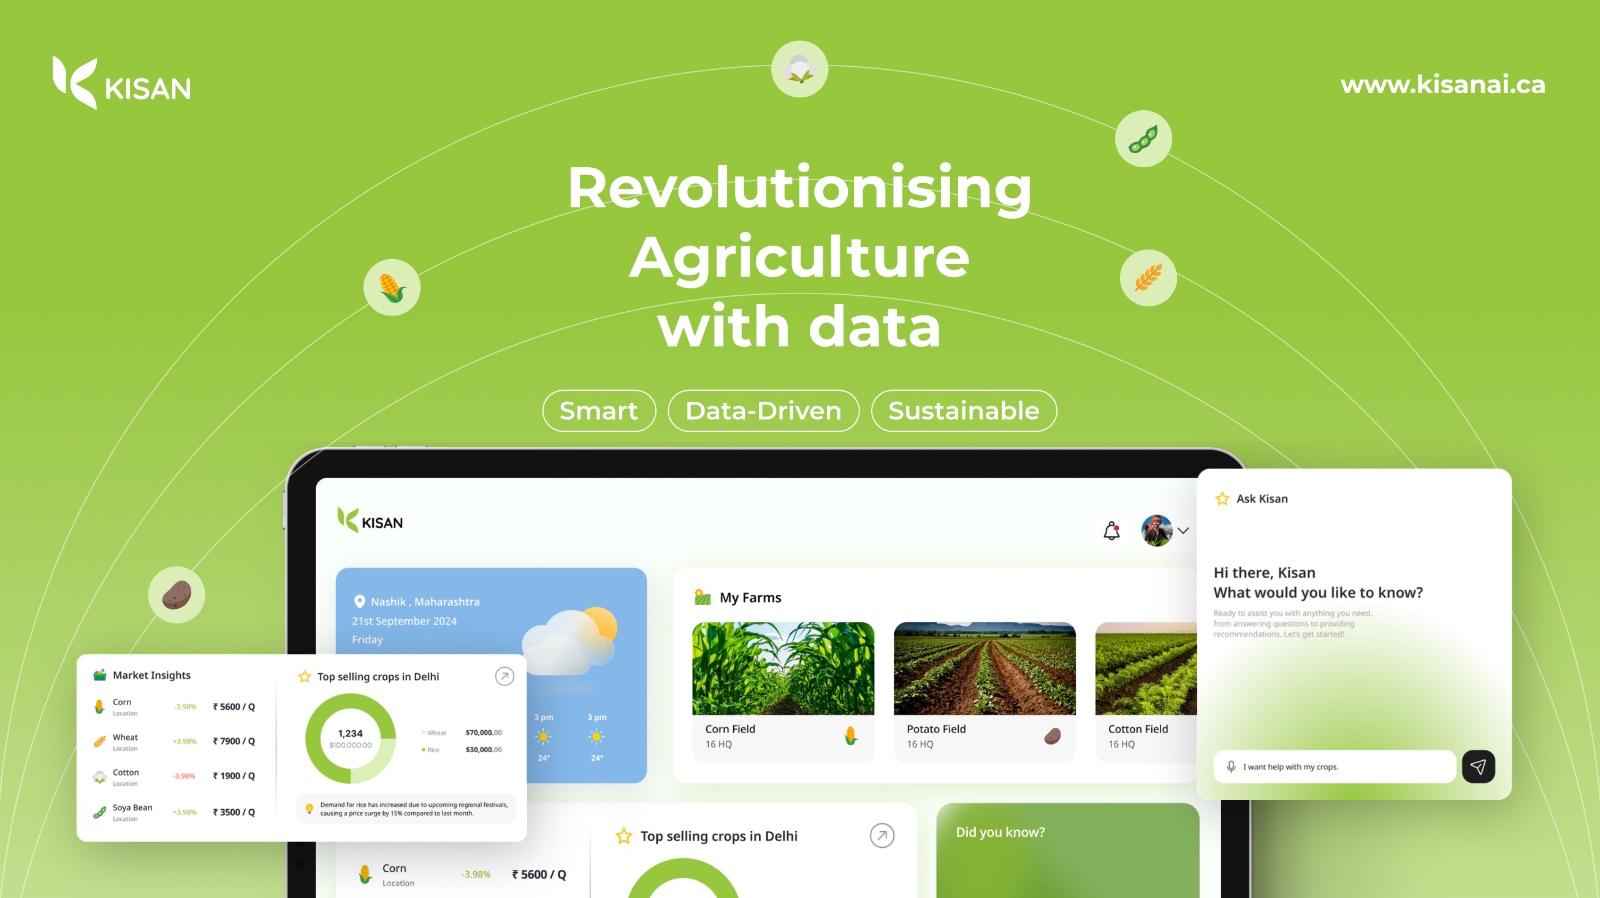 KISAN
www.kisanai.ca
Revolutionising
Agriculture
with data
Smart
Data-Driven
Sustainable
KISAN
Nashik , Maharashtra
21st September 2024
Friday
3 pm
3 pm
24°
24°
My Farms
Corn Field
16 HQ
Potato Field
16 HQ
Cotton Field
16 HQ
Ask Kisan
Hi there, Kisan
What would you like to know?
Ready to assist you with anything you need,
from answering questions to providing
recommendations. Let's get started!
I want help with my crops.
Market Insights
Corn
Location
-3.98%
₹ 5600 / Q
Wheat
Location
+3.98%
₹ 7900 / Q
Cotton
Location
-3.98%
₹ 1900 / Q
Soya Bean
Location
+3.98%
₹ 3500 / Q
Top selling crops in Delhi
1,234
$100,000.00
Wheat
$70,000.00
Rice
$30,000.00
Demand for rice has increased due to upcoming regional festivals,
causing a price surge by 15% compared to last month.
Corn
Location
-3.98%
₹ 5600 / Q
Top selling crops in Delhi
Did you know?